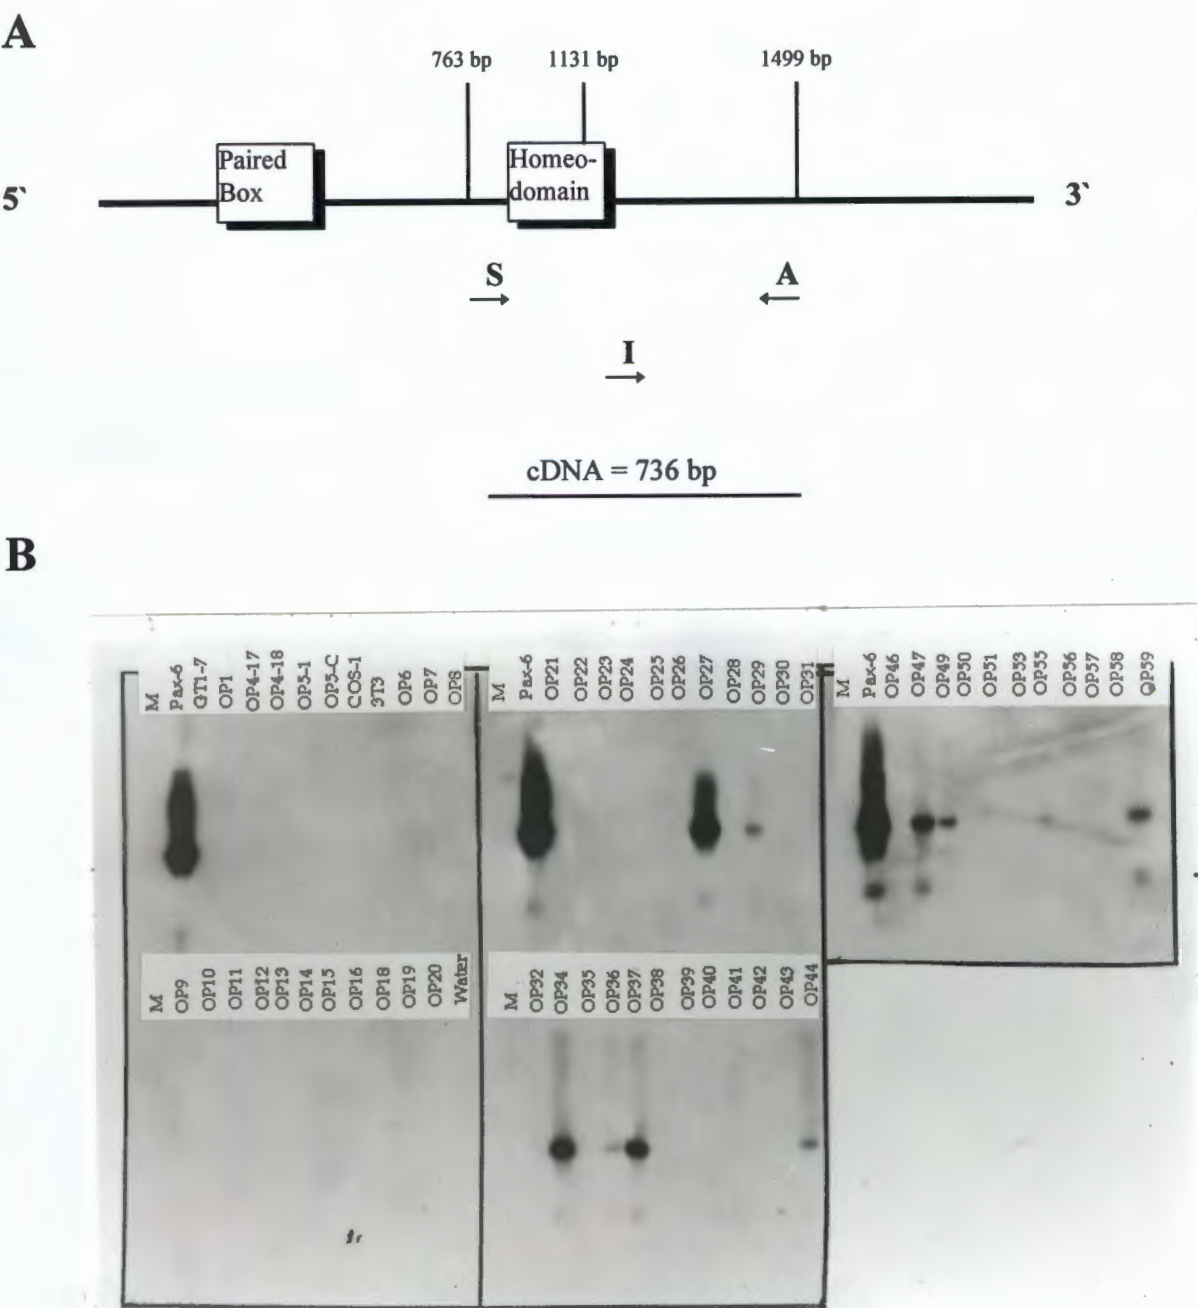 A
763 bp 1131 bp 1499 bp
5` Paired Box Homeo-domain 3`
S A
I
cDNA = 736 bp
B
M Pax-6 GT1-7 OP1 OP4-17 OP4-18 OP5-1 OP5-C COS-1 3T3 OP6 OP7 OP8
M Pax-6 OP21 OP22 OP23 OP24 OP25 OP26 OP27 OP28 OP29 OP30 OP31
M Pax-6 OP46 OP47 OP49 OP50 OP51 OP53 OP55 OP56 OP57 OP58 OP59
M OP9 OP10 OP11 OP12 OP13 OP14 OP15 OP16 OP18 OP19 OP20 Water
M OP32 OP34 OP35 OP36 OP37 OP38 OP39 OP40 OP41 OP42 OP43 OP44